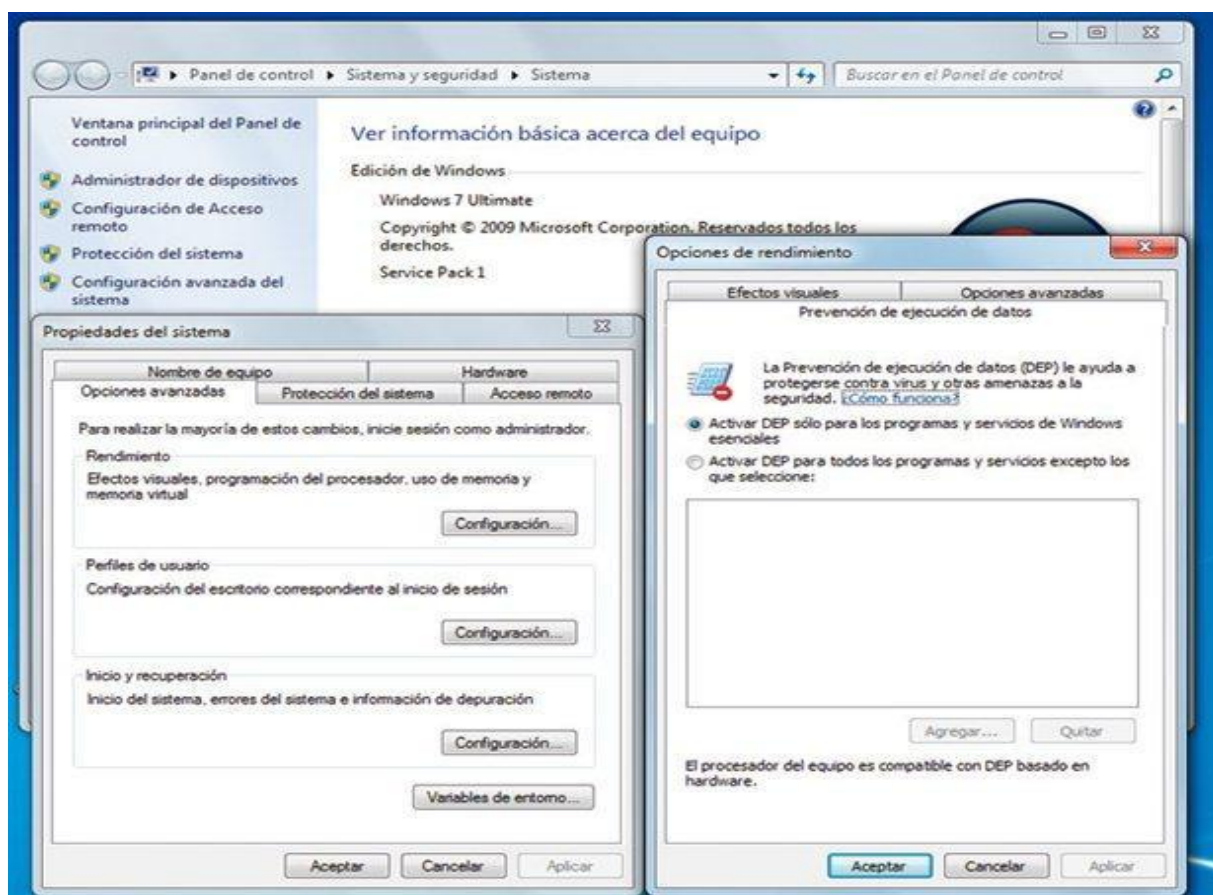 Panel de control ▸ Sistema y seguridad ▸ Sistema
Buscar en el Panel de control
Ventana principal del Panel de
control
Administrador de dispositivos
Configuración de Acceso
remoto
Protección del sistema
Configuración avanzada del
sistema
Ver información básica acerca del equipo
Edición de Windows
Windows 7 Ultimate
Copyright © 2009 Microsoft Corporation. Reservados todos los
derechos.
Service Pack 1
Propiedades del sistema
Nombre de equipo
Hardware
Opciones avanzadas
Protección del sistema
Acceso remoto
Para realizar la mayoría de estos cambios, inicie sesión como administrador.
Rendimiento
Efectos visuales, programación del procesador, uso de memoria y
memoria virtual
Configuración...
Perfiles de usuario
Configuración del escritorio correspondiente al inicio de sesión
Configuración...
Inicio y recuperación
Inicio del sistema, errores del sistema e información de depuración
Configuración...
Variables de entorno...
Aceptar
Cancelar
Aplicar
Opciones de rendimiento
Efectos visuales
Opciones avanzadas
Prevención de ejecución de datos
La Prevención de ejecución de datos (DEP) le ayuda a
protegerse contra virus y otras amenazas a la
seguridad. ¿Cómo funciona?
Activar DEP sólo para los programas y servicios de Windows
esenciales
Activar DEP para todos los programas y servicios excepto los
que seleccione:
Agregar...
Quitar
El procesador del equipo es compatible con DEP basado en
hardware.
Aceptar
Cancelar
Aplicar